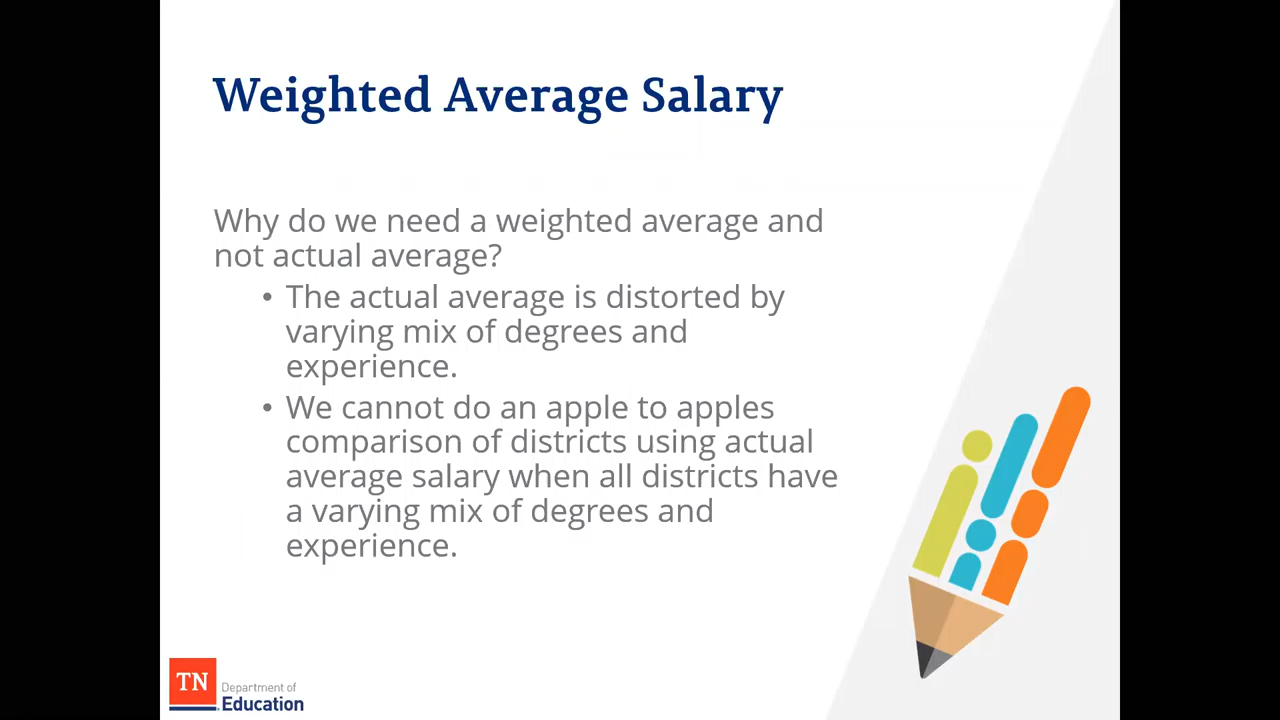 Weighted Average Salary
Why do we need a weighted average and
not actual average?
• The actual average is distorted by
varying mix of degrees and
experience.
• We cannot do an apple to apples
comparison of districts using actual
average salary when all districts have
a varying mix of degrees and
experience.
TN
Department of
Education